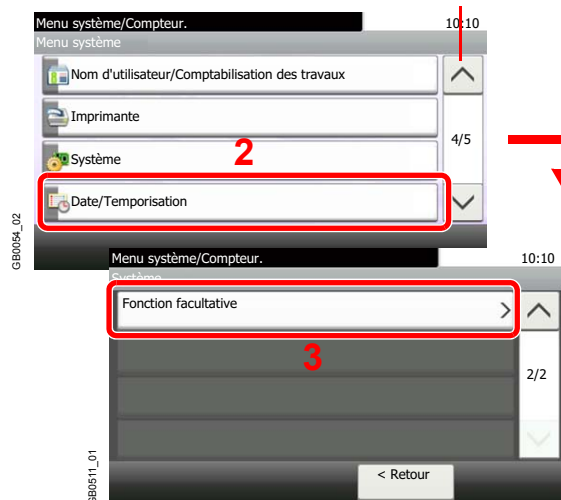 Menu système/Compteur.
10:10
Menu système
Nom d'utilisateur/Comptabilisation des travaux
Imprimante
4/5
Système
2
Date/Temporisation
GB0054_02
Menu système/Compteur.
10:10
Système
Fonction facultative
3
2/2
< Retour
GB0511_01